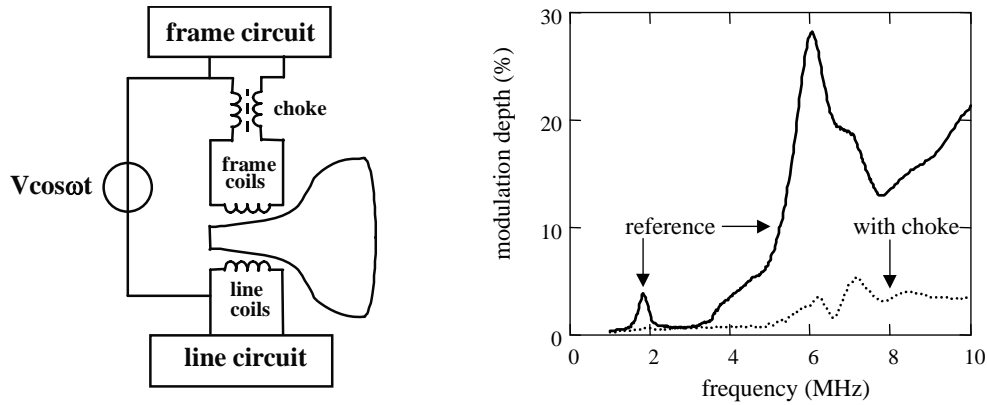 frame circuit
choke
frame
coils
Vcosωt
line
coils
line circuit
modulation depth (%)
30
20
10
0
reference
with choke
0 2 4 6 8 10
frequency (MHz)